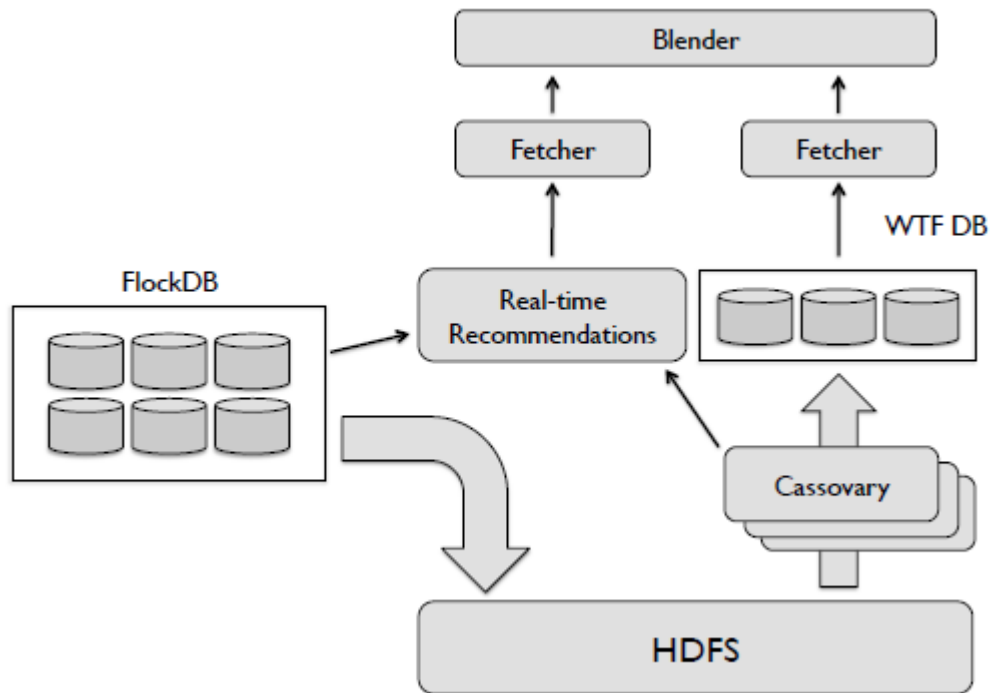 Blender
Fetcher
Fetcher
WTF DB
FlockDB
Real-time
Recommendations
Cassovary
HDFS